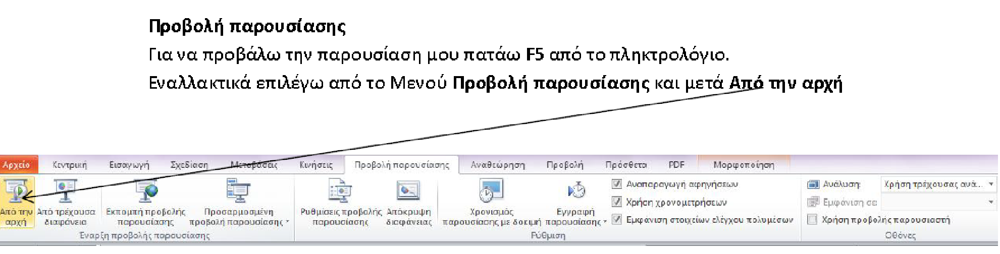 Προβολή παρουσίασης
Για να προβάλω την παρουσίαση μου πατάω F5 από το πληκτρολόγιο.
Εναλλακτικά επιλέγω από το Μενού Προβολή παρουσίασης και μετά Από την αρχή
Αρχείο Κεντρική Εισαγωγή Σχεδίαση Μεταβάσεις Κινήσεις Προβολή παρουσίασης Αναθεώρηση Προβολή Πρόσθετα PDF Μορφοποίηση
Από την αρχή
Από τρέχουσα διαφάνεια
Εκπομπή προβολής παρουσίασης
Προσαρμοσμένη προβολή παρουσίασης
Έναρξη προβολής παρουσίασης
Ρυθμίσεις προβολής παρουσίασης
Απόκρυψη διαφάνειας
Χρονισμός παρουσίασης με δοκιμή
Εγγραφή παρουσίασης
Αναπαραγωγή αφηγήσεων
Χρήση χρονομετρήσεων
Εμφάνιση στοιχείων ελέγχου πολυμέσων
Ρύθμιση
Ανάλυση: Χρήση τρέχουσας ανά...
Εμφάνιση σε:
Χρήση προβολής παρουσιαστή
Οθόνες